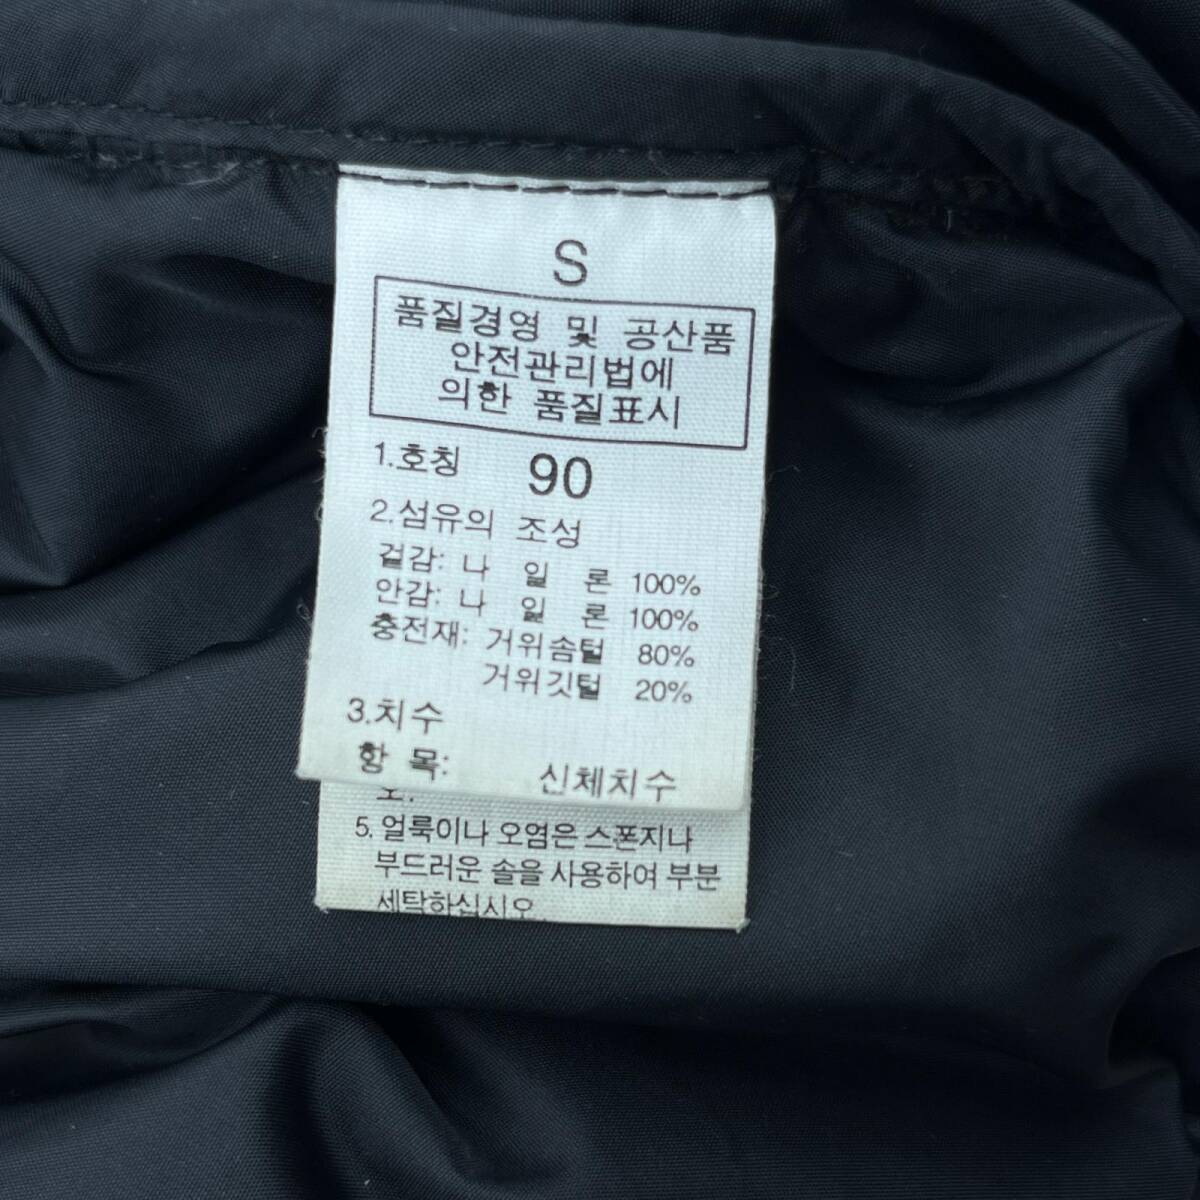 S
품질경영 및 공산품
안전관리법에
의한 품질표시
1.호칭 90
2.섬유의 조성
겉감: 나 일 론 100%
안감: 나 일 론 100%
충전재: 거위솜털 80%
거위깃털 20%
3.치수
항 목: 신체치수
오.
5. 얼룩이나 오염은 스폰지나
부드러운 솔을 사용하여 부분
세탁하십시오.